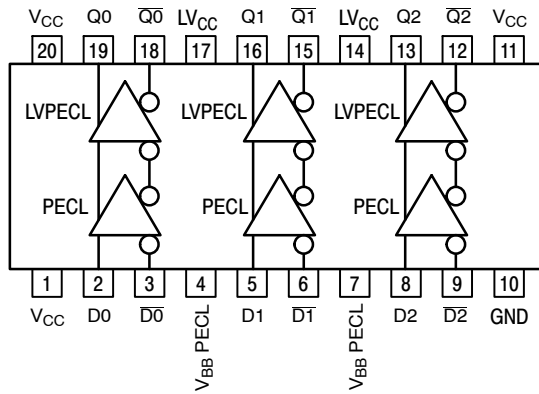 VCC Q0 Q0 LVCC Q1 Q1 LVCC Q2 Q2 VCC
20 19 18 17 16 15 14 13 12 11
LVPECL LVPECL LVPECL
PECL PECL PECL
1 2 3 4 5 6 7 8 9 10
VCC D0 D0 VBB PECL D1 D1 VBB PECL D2 D2 GND